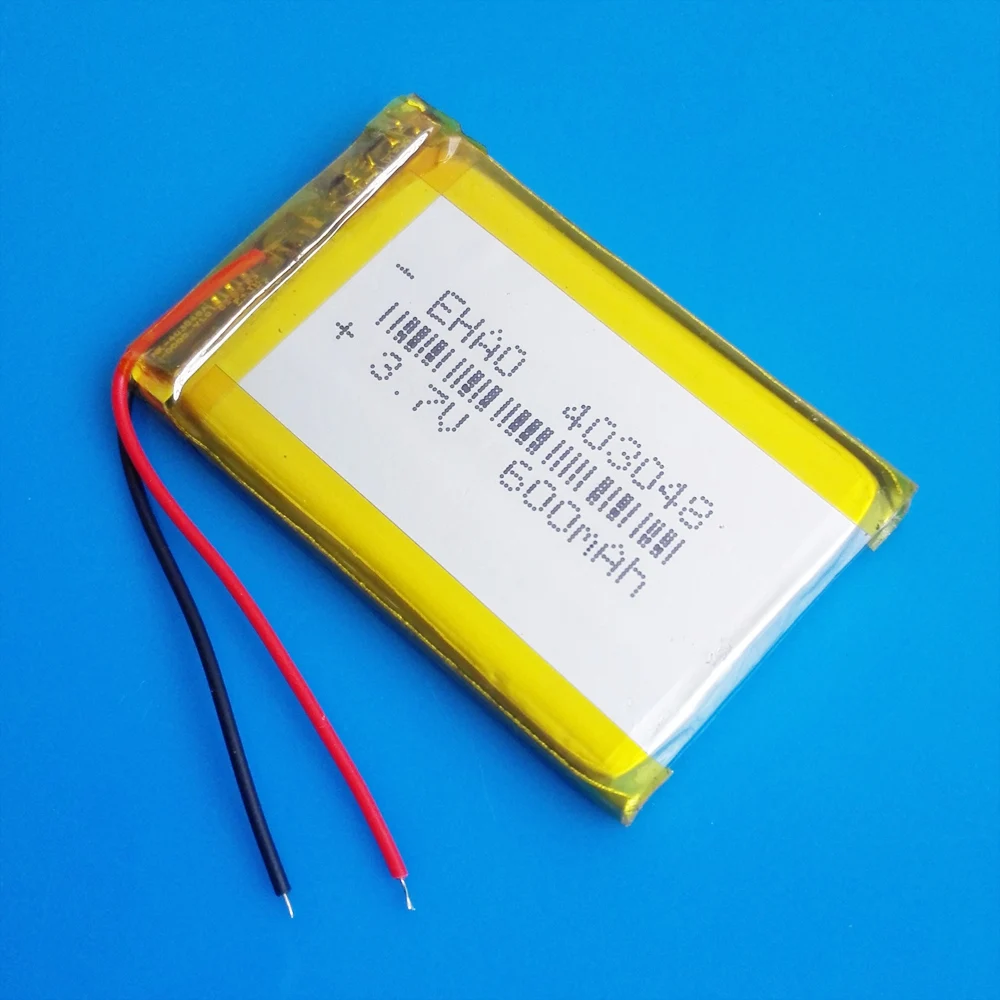 - EHAO 403048
+ 3.7V 600mAh